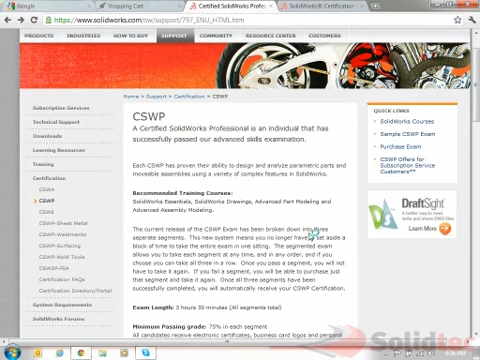 Google
Shopping Cart
Certified SolidWorks Profes...
SolidWorks® Certification
www.solidworks.com/sw/support/797_ENU_HTML.htm
PRODUCTS INDUSTRIES HOW TO BUY SUPPORT COMMUNITY RESOURCE CENTER CUSTOMERS
Home > Support > Certification > CSWP
Subscription Services
Technical Support
Downloads
Learning Resources
Training
Certification
CSWA
CSWP
CSWE
CSWP-Sheet Metal
CSWP-Weldments
CSWP-Surfacing
CSWP-Mold Tools
CSWSP-FEA
Certification FAQs
Certification Directory/Portal
System Requirements
SolidWorks Forums
CSWP
A Certified SolidWorks Professional is an individual that has
successfully passed our advanced skills examination.
Each CSWP has proven their ability to design and analyze parametric parts and
moveable assemblies using a variety of complex features in SolidWorks.
Recommended Training Courses:
SolidWorks Essentials, SolidWorks Drawings, Advanced Part Modeling and
Advanced Assembly Modeling.
The current release of the CSWP Exam has been broken down into three
seperate segments. This new system means you no longer have to set aside a
block of time to take the entire exam in one sitting. The segmented exam
allows you to take each segment at any time, and in any order, and if you
choose you can take all three in a row. Once you pass a segment, you will not
have to take it again. If you fail a segment, you will be able to purchase just
that segment and take it again. Once all three segments have been
successfully completed, you will automatically receive your CSWP Certification.
Exam Length: 3 hours 30 minutes (All segments total)
Minimum Passing grade: 75% in each segment
All candidates receive electronic certificates, business card logos and personal
QUICK LINKS
SolidWorks Courses
Sample CSWP Exam
Purchase Exam
CSWP Offers for
Subscription Service
Customers**
DraftSight™
A better way to read,
write and share DWG files
Learn More
Solidtec